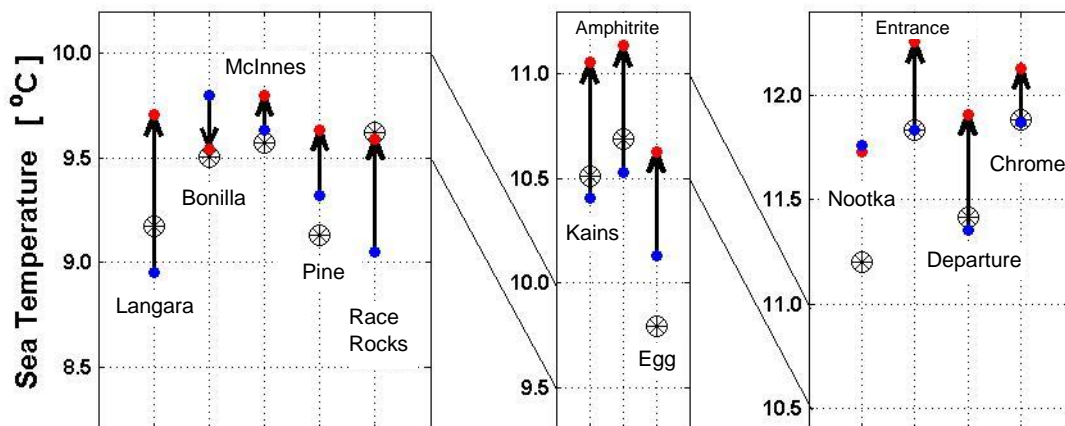 Sea Temperature [ °C]
10.0
9.5
9.0
8.5
McInnes
Bonilla
Pine
Langara
Race
Rocks
11.0
10.5
10.0
9.5
Amphitrite
Kains
Egg
12.0
11.5
11.0
10.5
Entrance
Chrome
Nootka
Departure